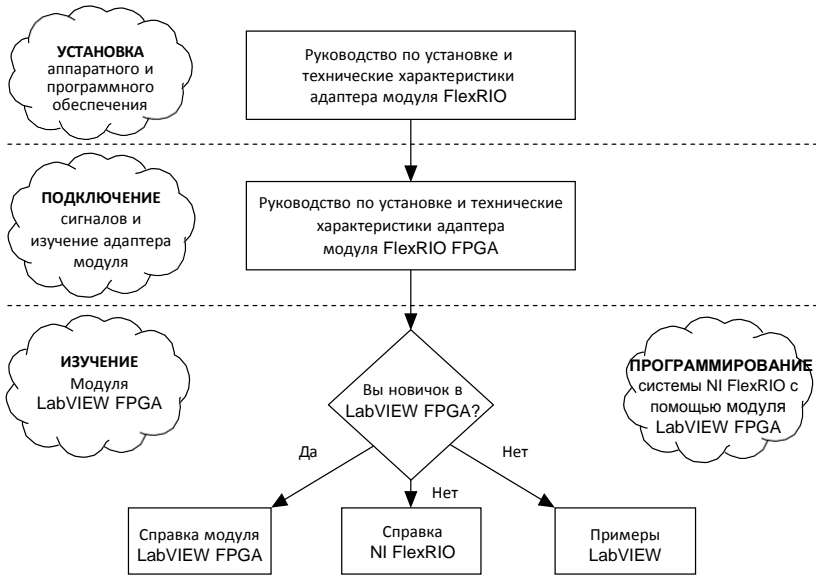 УСТАНОВКА
аппаратного и
программного
обеспечения
Руководство по установке и
технические характеристики
адаптера модуля FlexRIO
ПОДКЛЮЧЕНИЕ
сигналов и
изучение адаптера
модуля
Руководство по установке и технические
характеристики адаптера
модуля FlexRIO FPGA
ИЗУЧЕНИЕ
Модуля
LabVIEW FPGA
Вы новичок в
LabVIEW FPGA?
ПРОГРАММИРОВАНИЕ
системы NI FlexRIO с
помощью модуля
LabVIEW FPGA
Да
Нет
Нет
Справка модуля
LabVIEW FPGA
Справка
NI FlexRIO
Примеры
LabVIEW